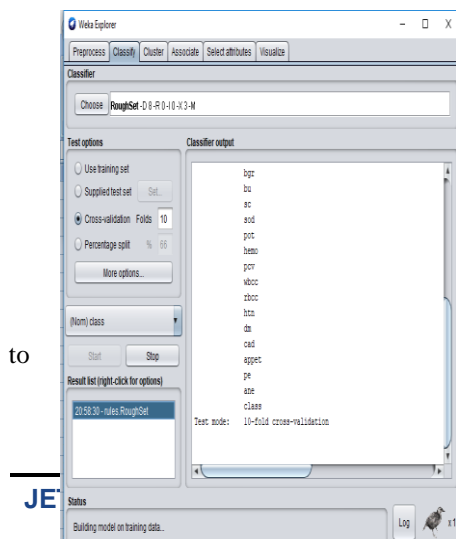 Weka Explorer
Preprocess Classify Cluster Associate Select attributes Visualize
Classifier
Choose RoughSet -D 8 -R 0 -I 0 -X 3 -M
Test options
Use training set
Supplied test set Set...
Cross-validation Folds 10
Percentage split % 66
More options...
(Nom) class
Start Stop
Result list (right-click for options)
20:58:30 - rules.RoughSet
Classifier output
bgr
bu
sc
sod
pot
hemo
pcv
wbcc
rbcc
htn
dm
cad
appet
pe
ane
class
Test mode: 10-fold cross-validation
to
JET
Status
Building model on training data...
Log x 1